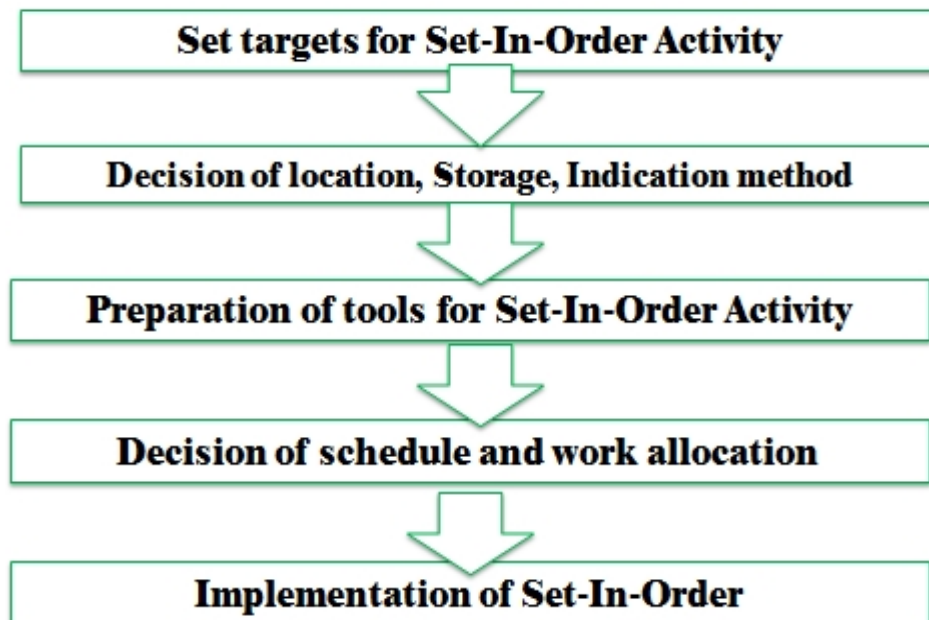 Set targets for Set-In-Order Activity
Decision of location, Storage, Indication method
Preparation of tools for Set-In-Order Activity
Decision of schedule and work allocation
Implementation of Set-In-Order